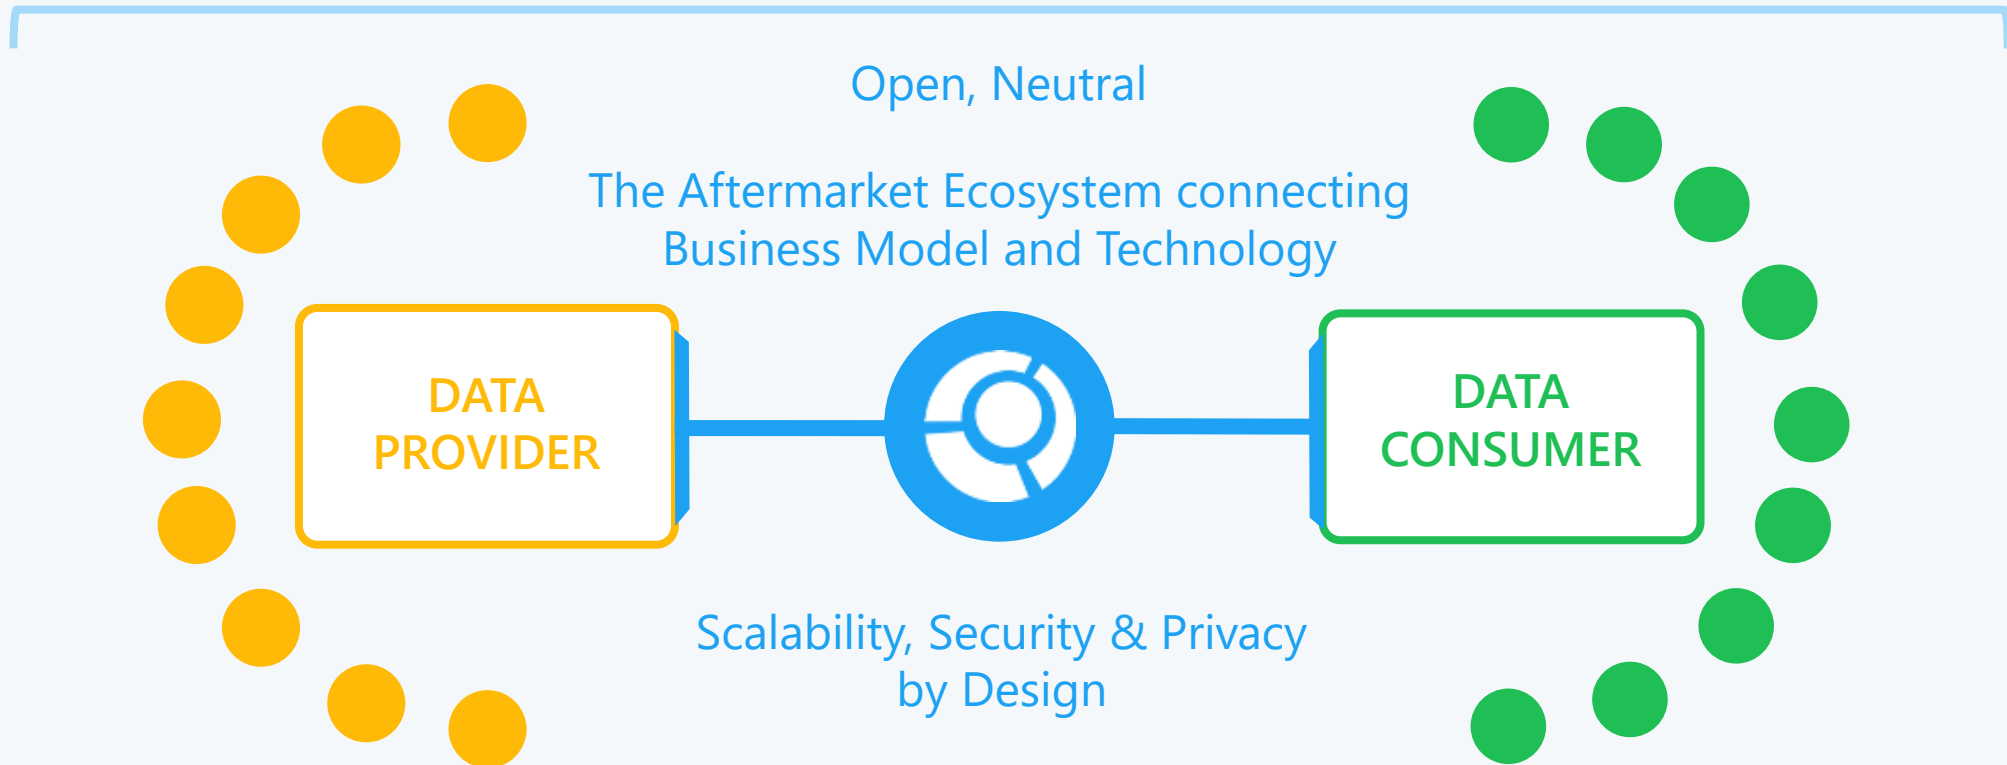 Open, Neutral
The Aftermarket Ecosystem connecting
Business Model and Technology
DATA
PROVIDER
DATA
CONSUMER
Scalability, Security & Privacy
by Design